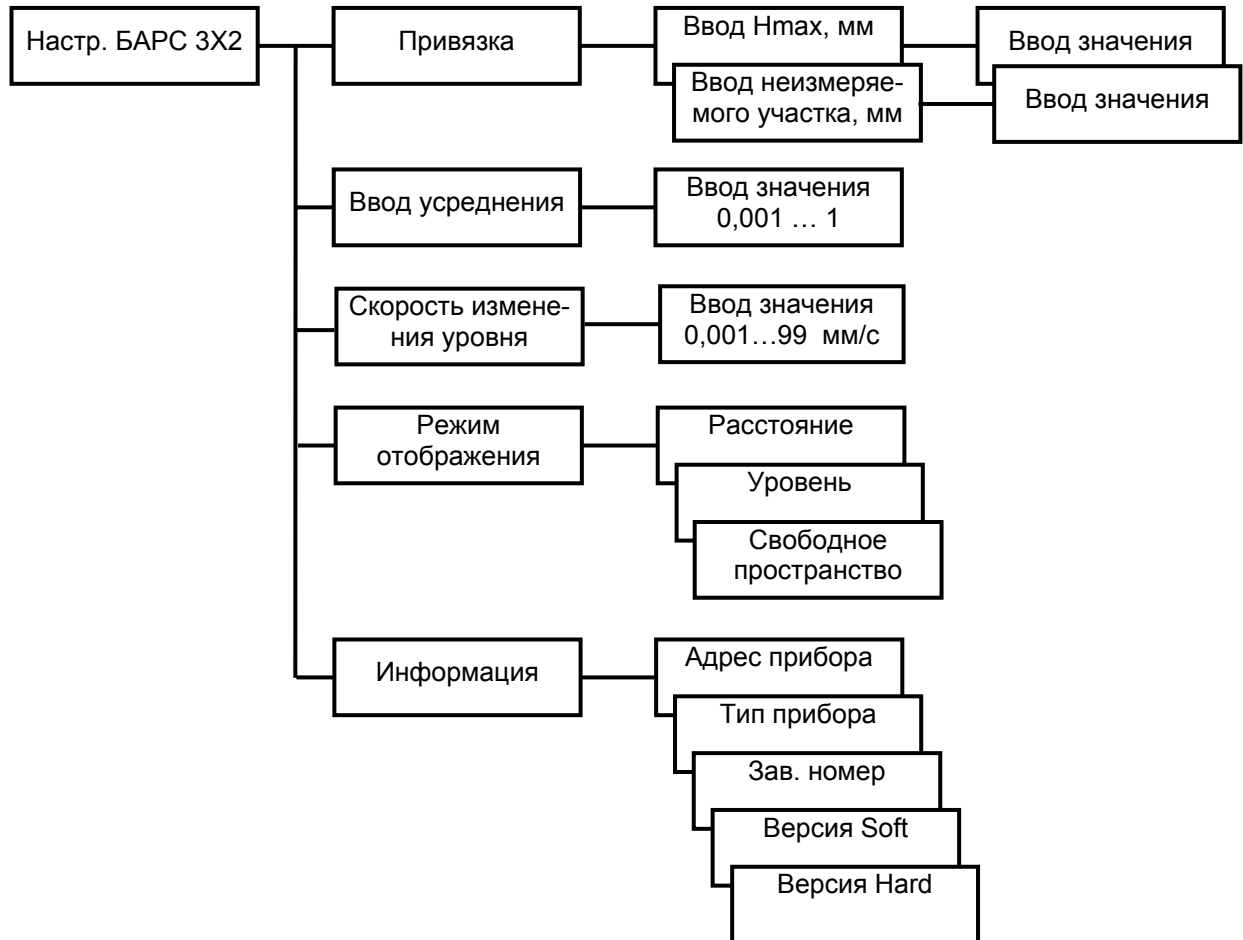 Настр. БАРС 3Х2
Привязка
Ввод Hmax, мм
Ввод значения
Ввод неизмеряе-
мого участка, мм
Ввод значения
Ввод усреднения
Ввод значения
0,001 … 1
Скорость измене-
ния уровня
Ввод значения
0,001…99 мм/с
Режим
отображения
Расстояние
Уровень
Свободное
пространство
Информация
Адрес прибора
Тип прибора
Зав. номер
Версия Soft
Версия Hard